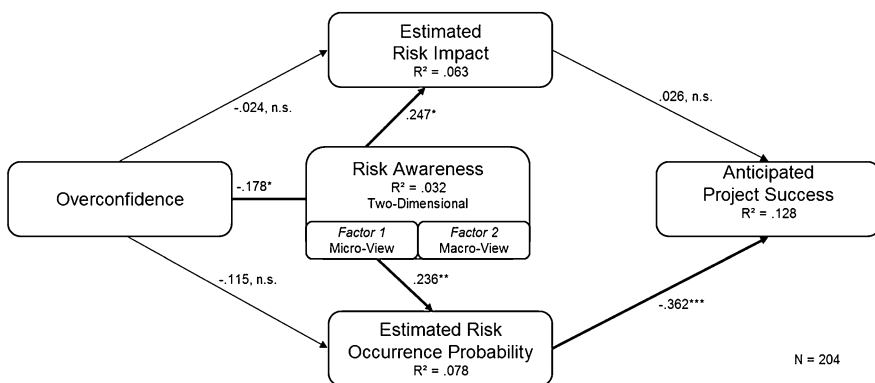 Estimated
Risk Impact
R² = .063
-.024, n.s.
.026, n.s.
.247*
Overconfidence
-.178*
Risk Awareness
R² = .032
Two-Dimensional
Factor 1
Micro-View
Factor 2
Macro-View
Anticipated
Project Success
R² = .128
-.115, n.s.
.236**
-.362***
Estimated Risk
Occurrence Probability
R² = .078
N = 204